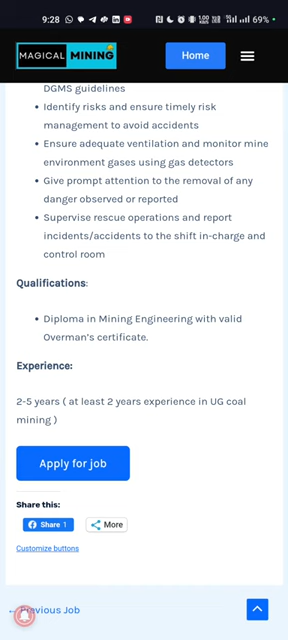 9:28
1.00
69%
MAGICAL MINING
Home
DGMS guidelines
• Identify risks and ensure timely risk
management to avoid accidents
• Ensure adequate ventilation and monitor mine
environment gases using gas detectors
• Give prompt attention to the removal of any
danger observed or reported
• Supervise rescue operations and report
incidents/accidents to the shift in-charge and
control room
Qualifications:
• Diploma in Mining Engineering with valid
Overman's certificate.
Experience:
2-5 years ( at least 2 years experience in UG coal
mining )
Apply for job
Share this:
Share 1
More
Customize buttons
← Previous Job